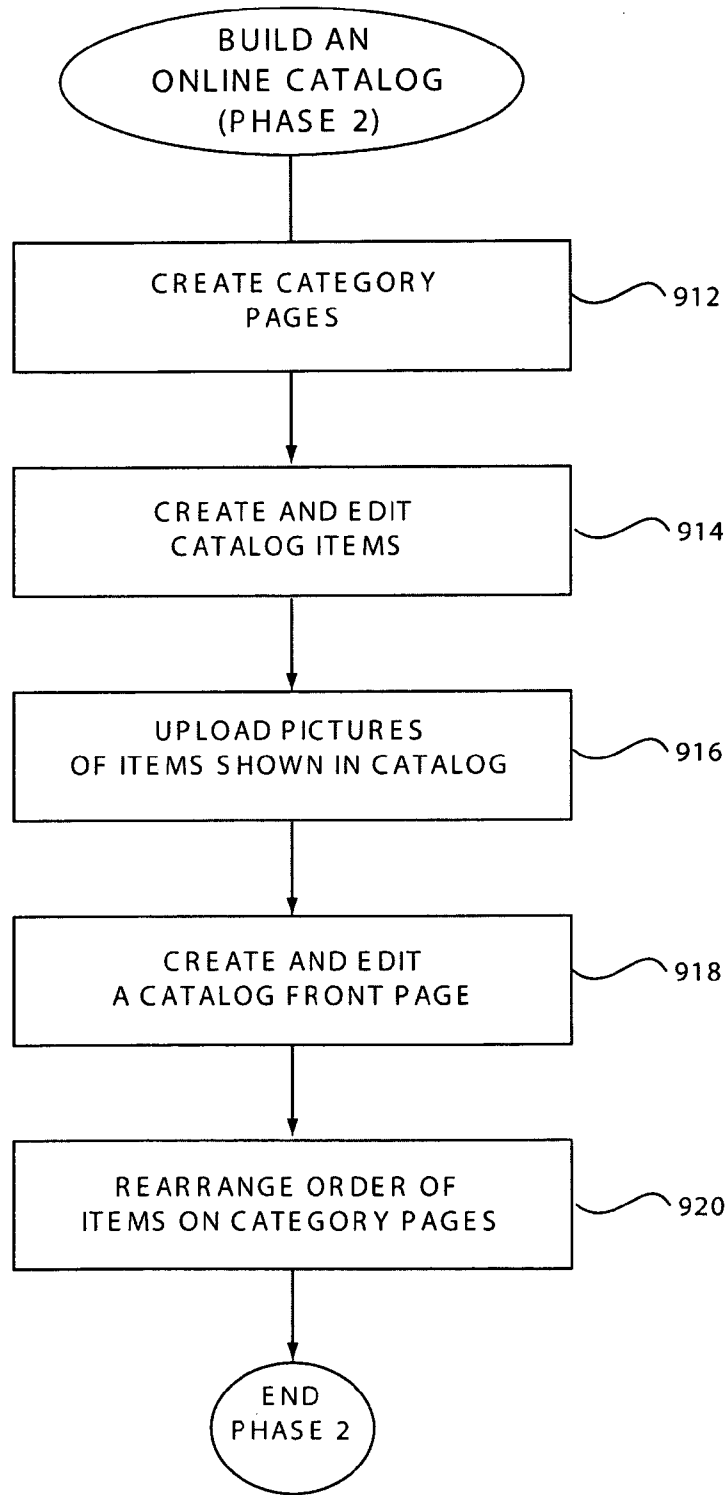 BUILD AN
ONLINE CATALOG
(PHASE 2)
CREATE CATEGORY
PAGES
912
CREATE AND EDIT
CATALOG ITEMS
914
UPLOAD PICTURES
OF ITEMS SHOWN IN CATALOG
916
CREATE AND EDIT
A CATALOG FRONT PAGE
918
REARRANGE ORDER OF
ITEMS ON CATEGORY PAGES
920
END
PHASE 2